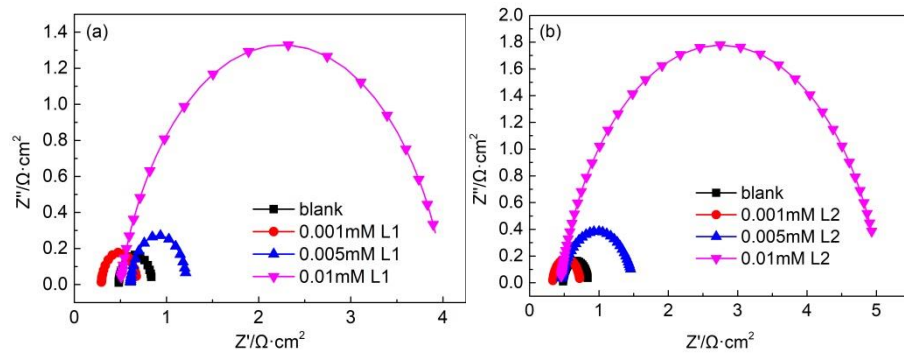 (a)
1.4
1.2
1.0
0.8
0.6
0.4
0.2
0.0
Z''/Ω·cm²
0 1 2 3 4
Z'/Ω·cm²
blank
0.001mM L1
0.005mM L1
0.01mM L1
(b)
2.0
1.8
1.6
1.4
1.2
1.0
0.8
0.6
0.4
0.2
0.0
Z''/Ω·cm²
0 1 2 3 4 5
Z'/Ω·cm²
blank
0.001mM L2
0.005mM L2
0.01mM L2